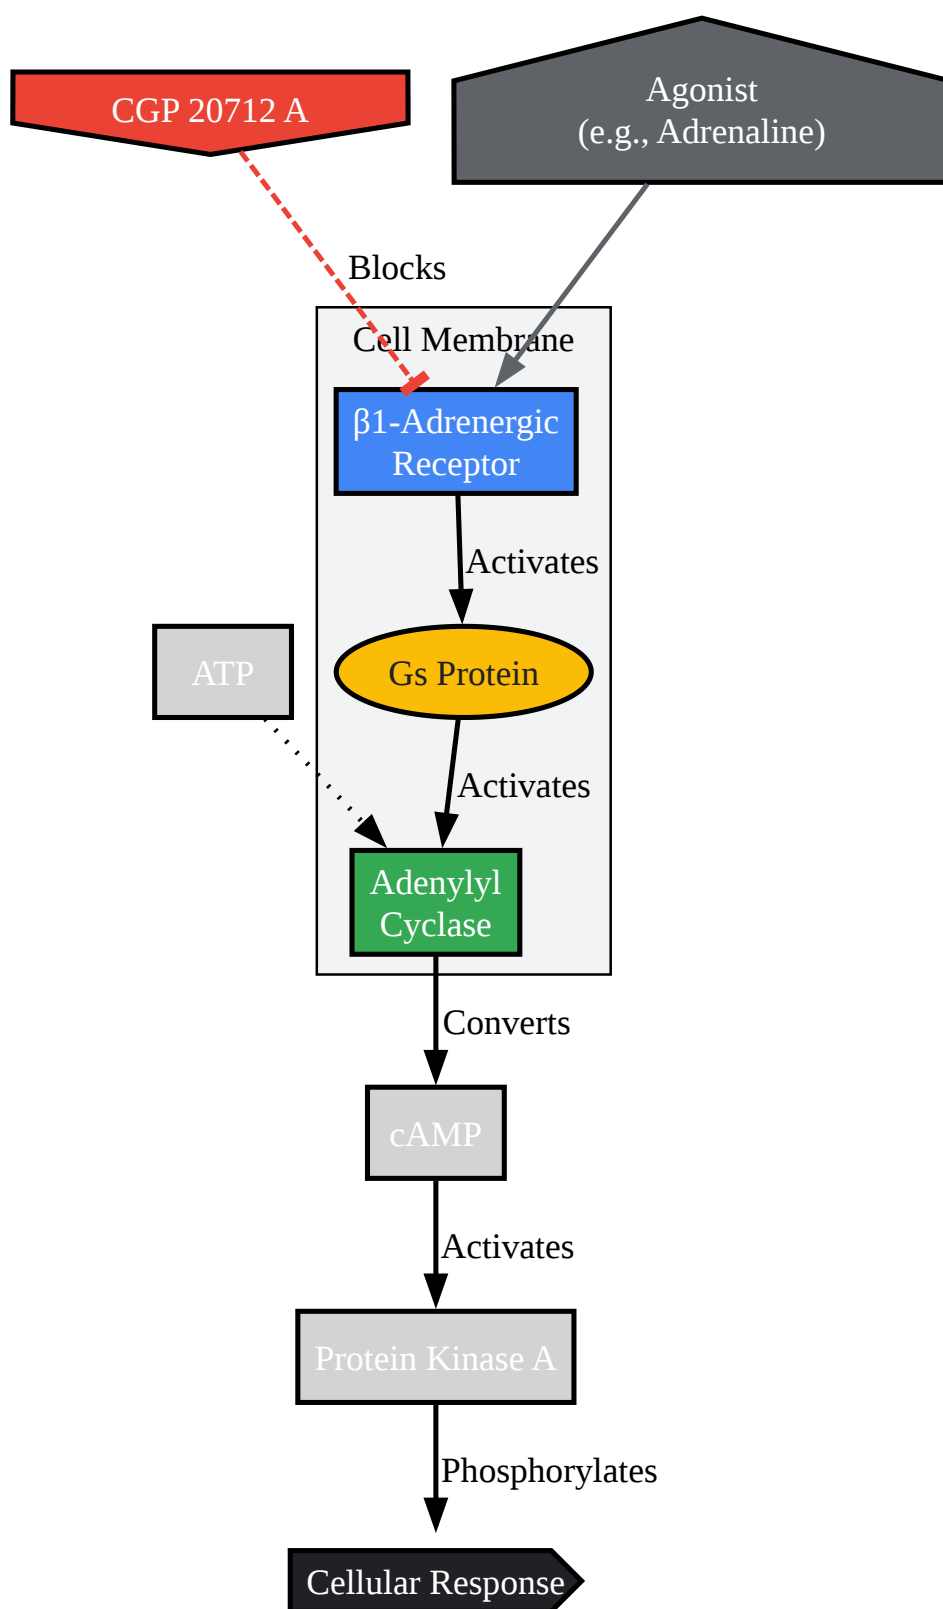 CGP 20712 A
Agonist
(e.g., Adrenaline)
Blocks
Cell Membrane
β1-Adrenergic
Receptor
Activates
ATP
Gs Protein
Activates
Adenylyl
Cyclase
Converts
cAMP
Activates
Protein Kinase A
Phosphorylates
Cellular Response